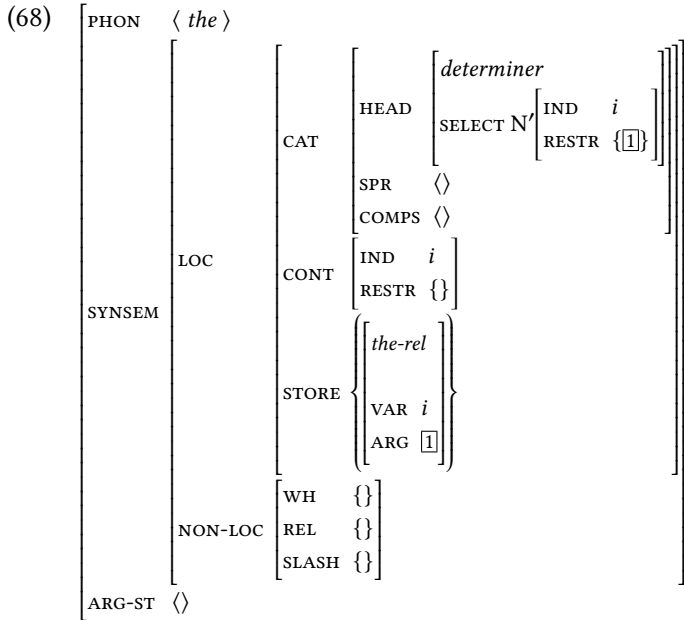 (68)
PHON ⟨ the ⟩
determiner
HEAD
IND i
SELECT N′
RESTR {1}
CAT
SPR ⟨⟩
COMPS ⟨⟩
LOC
IND i
CONT
RESTR {}
SYNSEM
the-rel
STORE
VAR i
ARG 1
WH {}
NON-LOC REL {}
SLASH {}
ARG-ST ⟨⟩